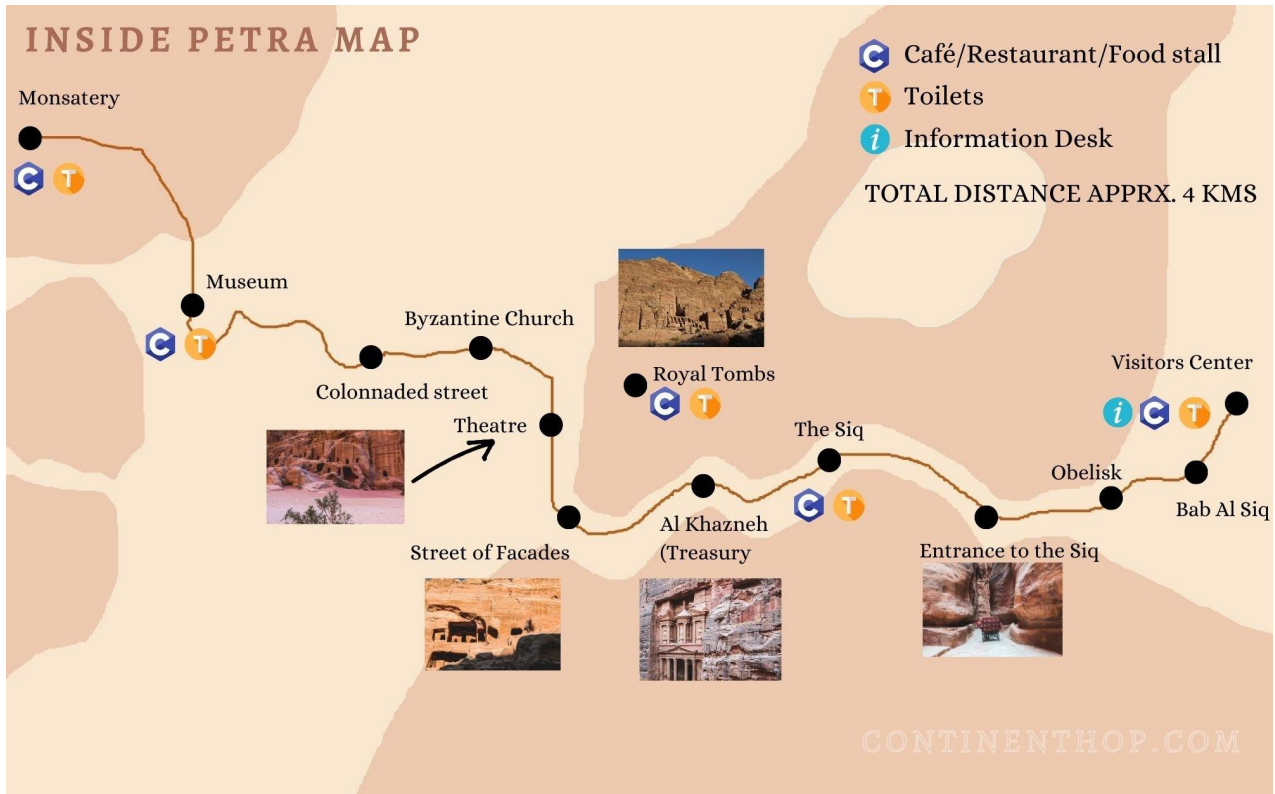 INSIDE PETRA MAP
C Café/Restaurant/Food stall
T Toilets
i Information Desk
TOTAL DISTANCE APPRX. 4 KMS
Monsatery
C T
Museum
C T
Byzantine Church
Colonnaded street
Theatre
Royal Tombs
C T
Visitors Center
i C T
The Siq
C T
Obelisk
Bab Al Siq
Al Khazneh
(Treasury
Street of Facades
Entrance to the Siq
CONTINENTHOP.COM